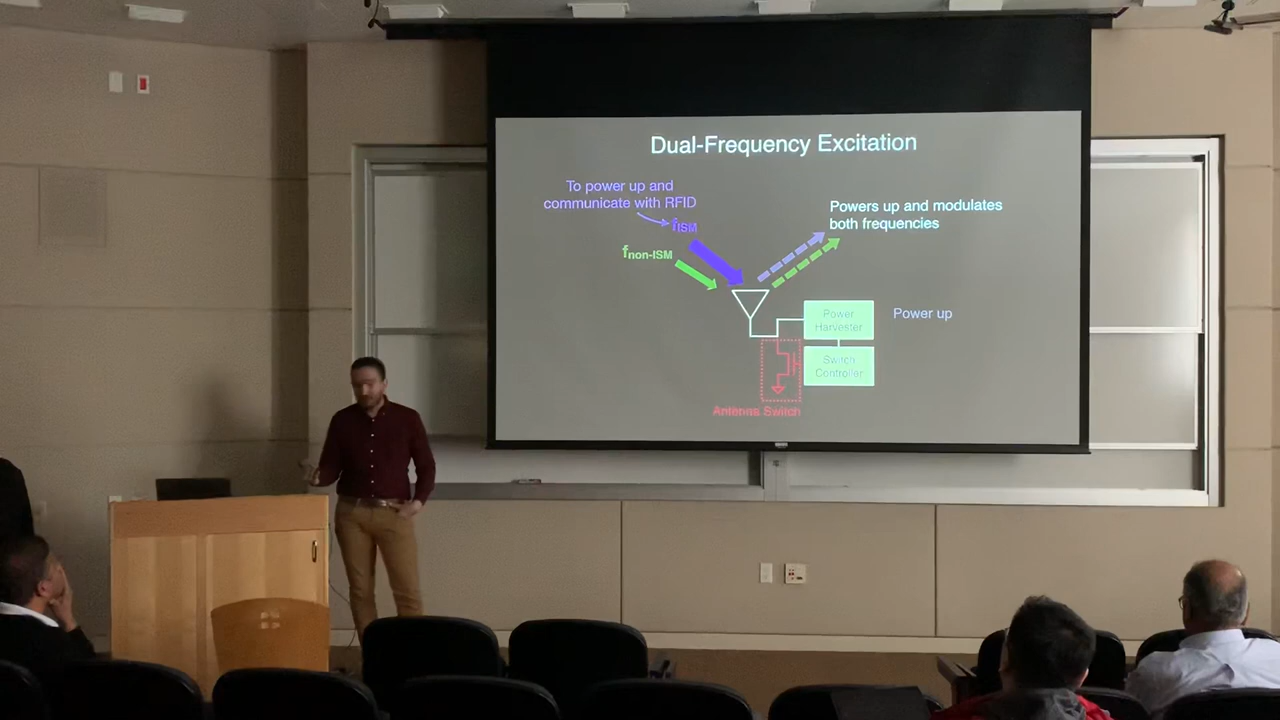 Dual-Frequency Excitation
To power up and
communicate with RFID
fISM
fnon-ISM
Powers up and modulates
both frequencies
Power
Harvester
Power up
Switch
Controller
Antenna Switch